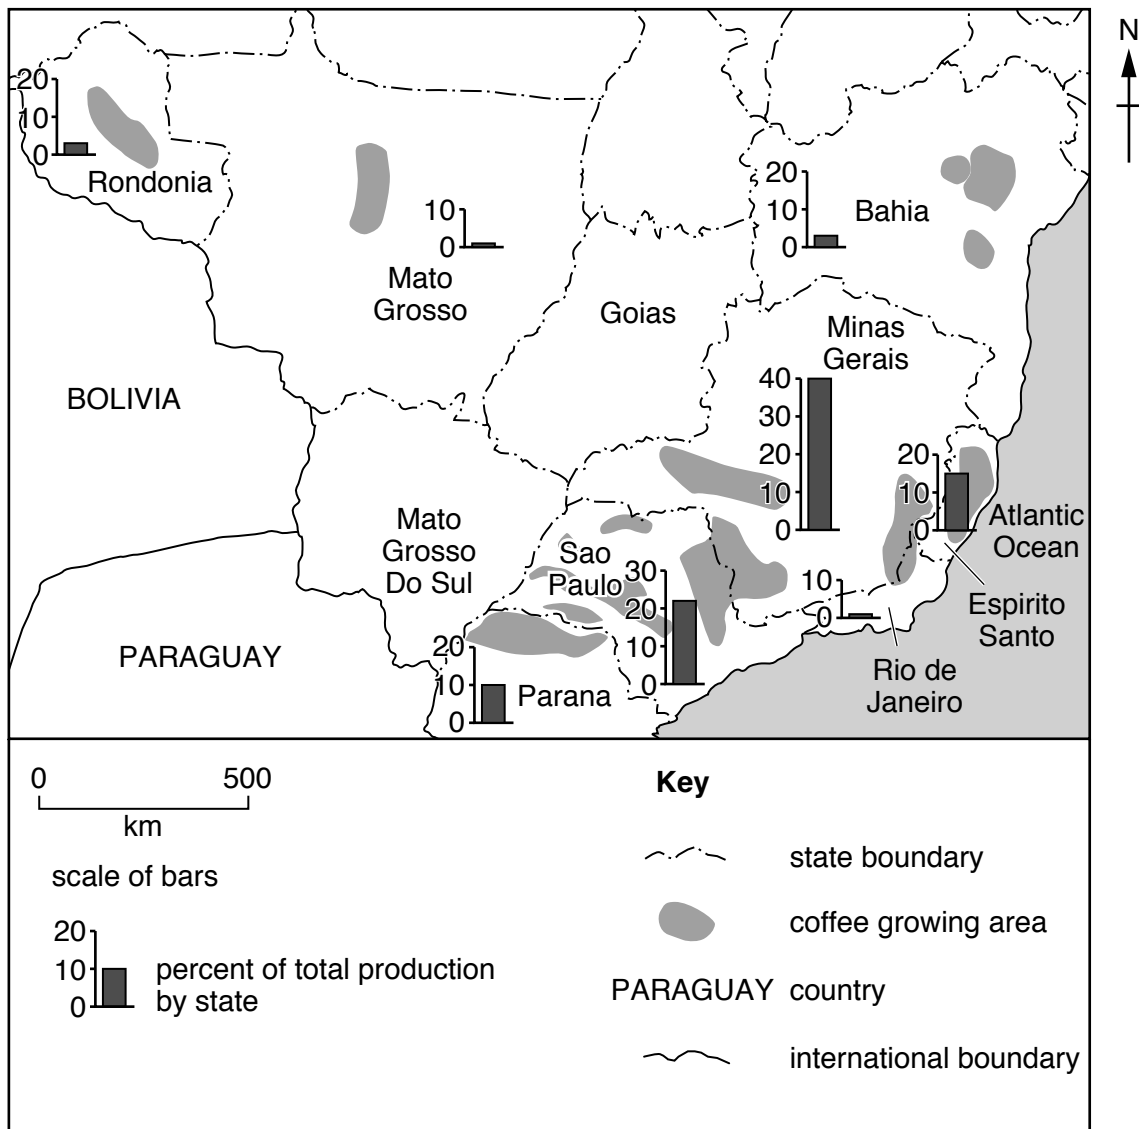 N
20
10
0
Rondonia
10
0
Mato
Grosso
20
10
0
Bahia
Goias
Minas
Gerais
40
30
20
10
0
BOLIVIA
20
10
0
Atlantic
Ocean
Espirito
Santo
Mato
Grosso
Do Sul
Sao
Paulo
30
20
10
0
10
0
Rio de
Janeiro
PARAGUAY
20
10
0
Parana
0 500
km
scale of bars
20
10
0
percent of total production
by state
Key
state boundary
coffee growing area
PARAGUAY country
international boundary